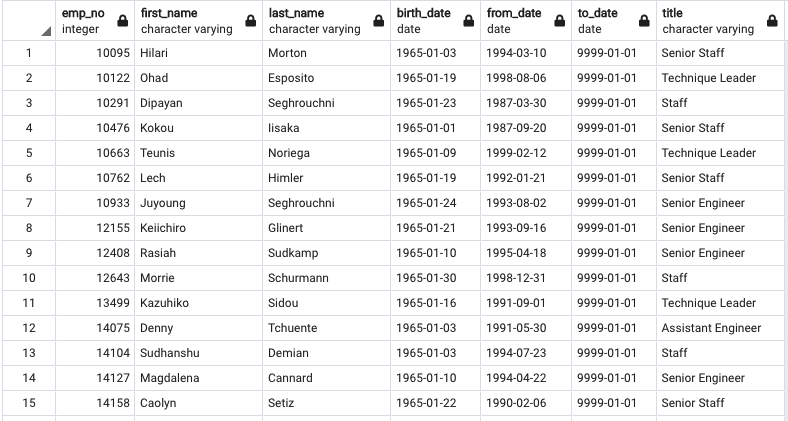 emp_no first_name last_name birth_date from_date to_date title
integer character varying character varying date date date character varying
1 10095 Hilari Morton 1965-01-03 1994-03-10 9999-01-01 Senior Staff
2 10122 Ohad Esposito 1965-01-19 1998-08-06 9999-01-01 Technique Leader
3 10291 Dipayan Seghrouchni 1965-01-23 1987-03-30 9999-01-01 Staff
4 10476 Kokou Iisaka 1965-01-01 1987-09-20 9999-01-01 Senior Staff
5 10663 Teunis Noriega 1965-01-09 1999-02-12 9999-01-01 Technique Leader
6 10762 Lech Himler 1965-01-19 1992-01-21 9999-01-01 Senior Staff
7 10933 Juyoung Seghrouchni 1965-01-24 1993-08-02 9999-01-01 Senior Engineer
8 12155 Keiichiro Glinert 1965-01-21 1993-09-16 9999-01-01 Senior Engineer
9 12408 Rasiah Sudkamp 1965-01-10 1995-04-18 9999-01-01 Senior Engineer
10 12643 Morrie Schurmann 1965-01-30 1998-12-31 9999-01-01 Staff
11 13499 Kazuhiko Sidou 1965-01-16 1991-09-01 9999-01-01 Technique Leader
12 14075 Denny Tchuente 1965-01-03 1991-05-30 9999-01-01 Assistant Engineer
13 14104 Sudhanshu Demian 1965-01-03 1994-07-23 9999-01-01 Staff
14 14127 Magdalena Cannard 1965-01-10 1994-04-22 9999-01-01 Senior Engineer
15 14158 Caolyn Setiz 1965-01-22 1990-02-06 9999-01-01 Senior Staff